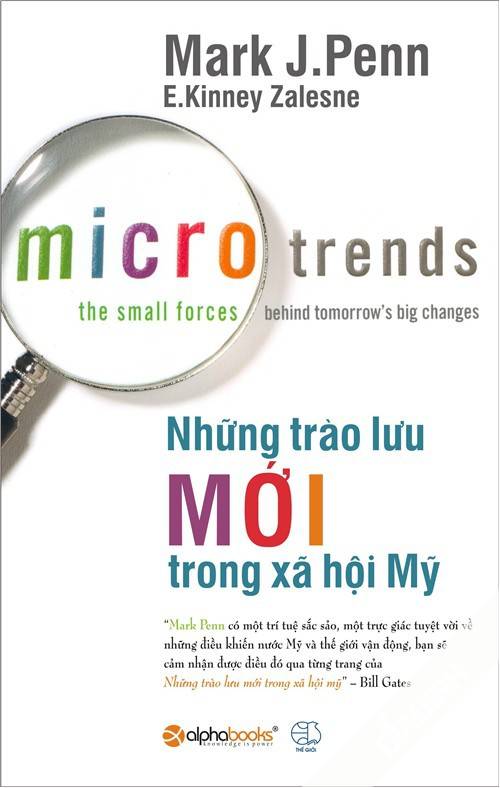 Mark J.Penn
E.Kinney Zalesne
micro trends
the small forces behind tomorrow's big changes
Những trào lưu
MỚI
trong xã hội Mỹ
“Mark Penn có một trí tuệ sắc sảo, một trực giác tuyệt vời về
những điều khiến nước Mỹ và thế giới vận động, bạn sẽ
cảm nhận được điều đó qua từng trang của
Những trào lưu mới trong xã hội mỹ” – Bill Gates
alphabooks®
knowledge is power
THẾ GIỚI